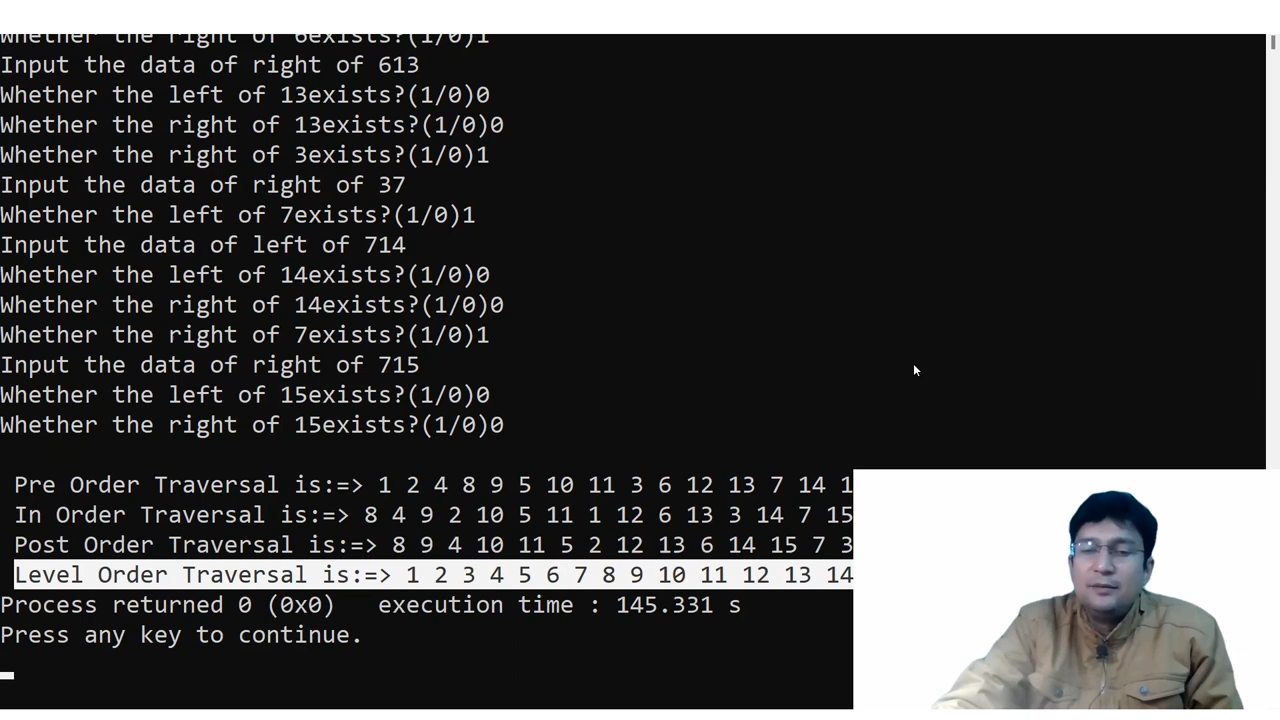 Whether the right of 6exists?(1/0)1
Input the data of right of 613
Whether the left of 13exists?(1/0)0
Whether the right of 13exists?(1/0)0
Whether the right of 3exists?(1/0)1
Input the data of right of 37
Whether the left of 7exists?(1/0)1
Input the data of left of 714
Whether the left of 14exists?(1/0)0
Whether the right of 14exists?(1/0)0
Whether the right of 7exists?(1/0)1
Input the data of right of 715
Whether the left of 15exists?(1/0)0
Whether the right of 15exists?(1/0)0
Pre Order Traversal is:=> 1 2 4 8 9 5 10 11 3 6 12 13 7 14 1
In Order Traversal is:=> 8 4 9 2 10 5 11 1 12 6 13 3 14 7 15
Post Order Traversal is:=> 8 9 4 10 11 5 2 12 13 6 14 15 7 3
Level Order Traversal is:=> 1 2 3 4 5 6 7 8 9 10 11 12 13 14
Process returned 0 (0x0)   execution time : 145.331 s
Press any key to continue.